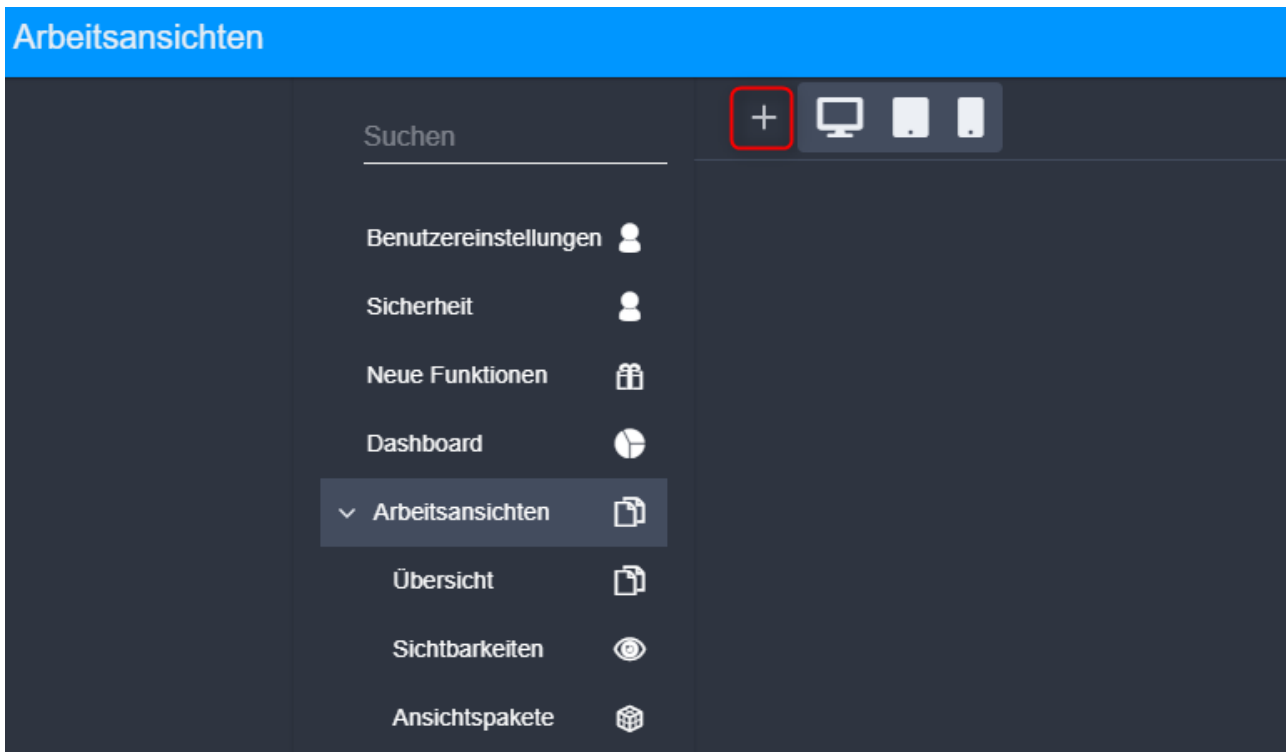 Arbeitsansichten
Suchen
Benutzereinstellungen
Sicherheit
Neue Funktionen
Dashboard
Arbeitsansichten
Übersicht
Sichtbarkeiten
Ansichtspakete